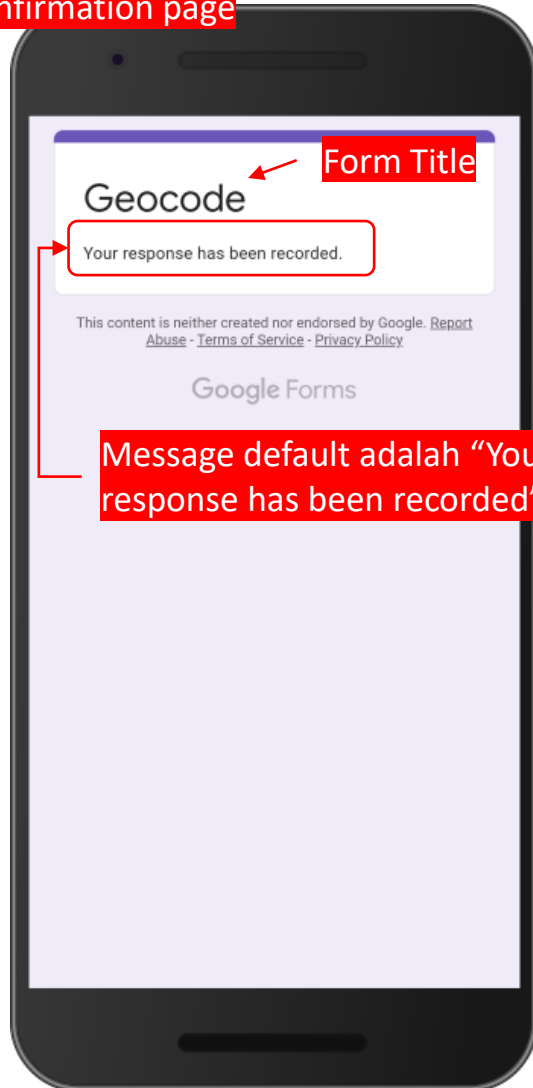 nfirmation page
Form Title
Geocode
Your response has been recorded.
This content is neither created nor endorsed by Google. Report
Abuse - Terms of Service - Privacy Policy
Google Forms
Message default adalah “You
response has been recorded”